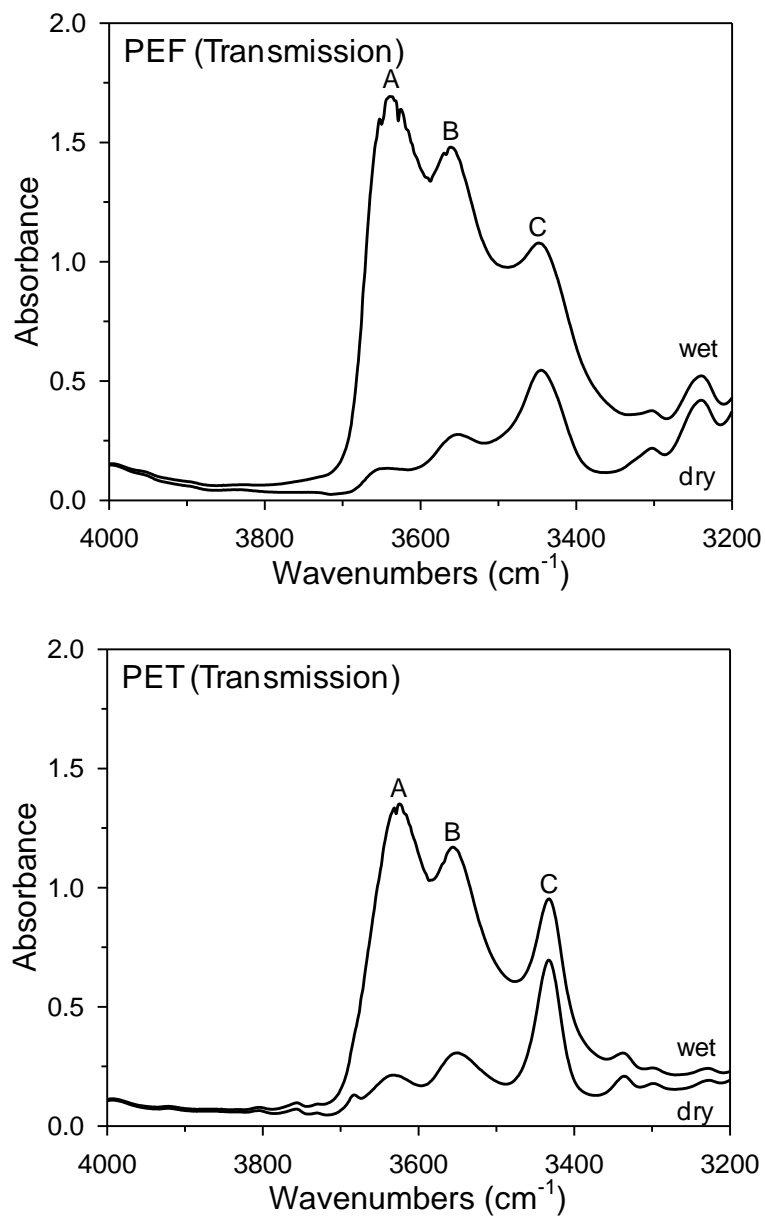 2.0
PEF (Transmission)
A
B
1.5
C
1.0
Absorbance
wet
0.5
dry
0.0
4000 3800 3600 3400 3200
Wavenumbers (cm⁻¹)
2.0
PET (Transmission)
1.5
A
B
C
1.0
Absorbance
0.5
wet
dry
0.0
4000 3800 3600 3400 3200
Wavenumbers (cm⁻¹)